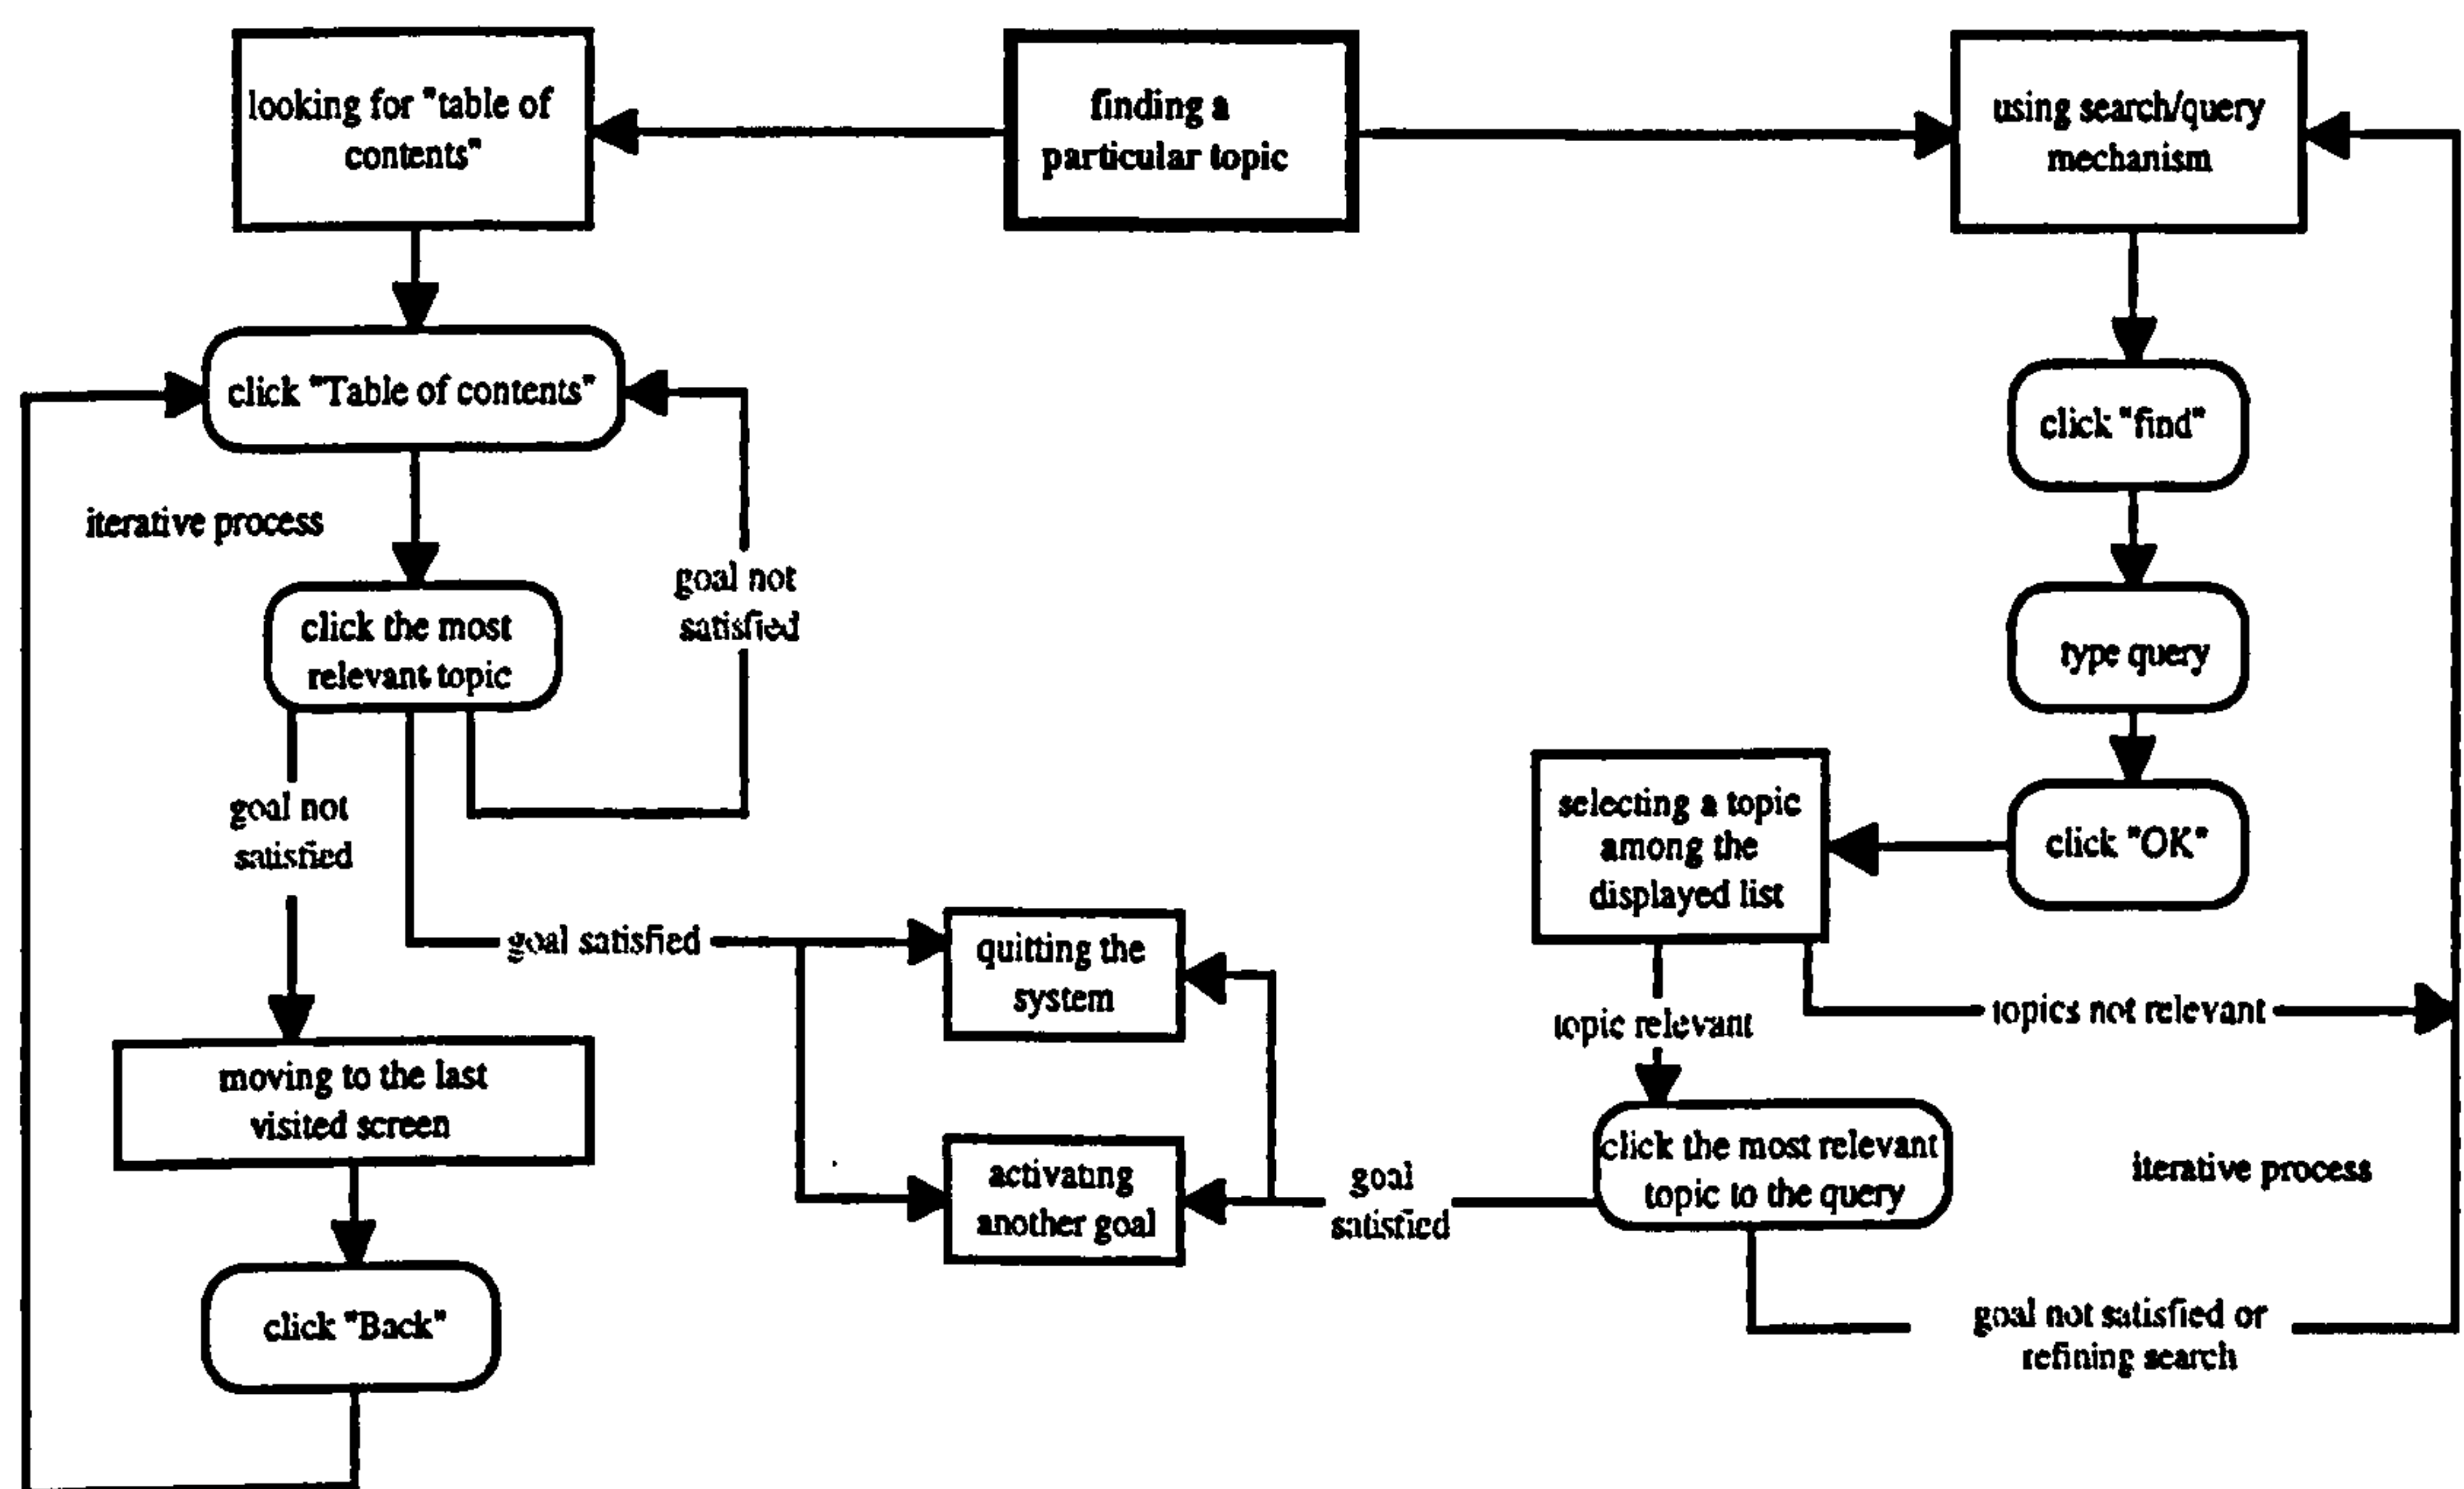 looking for "table of
contents"
finding a
particular topic
using search/query
mechanism
click "Table of contents"
click "find"
iterative process
goal not
satisfied
click the most
relevant topic
type query
goal not
satisfied
selecting a topic
among the
displayed list
click "OK"
goal satisfied
quitting the
system
topic relevant
topics not relevant
moving to the last
visited screen
activating
another goal
goal
satisfied
click the most relevant
topic to the query
iterative process
click "Back"
goal not satisfied or
refining search